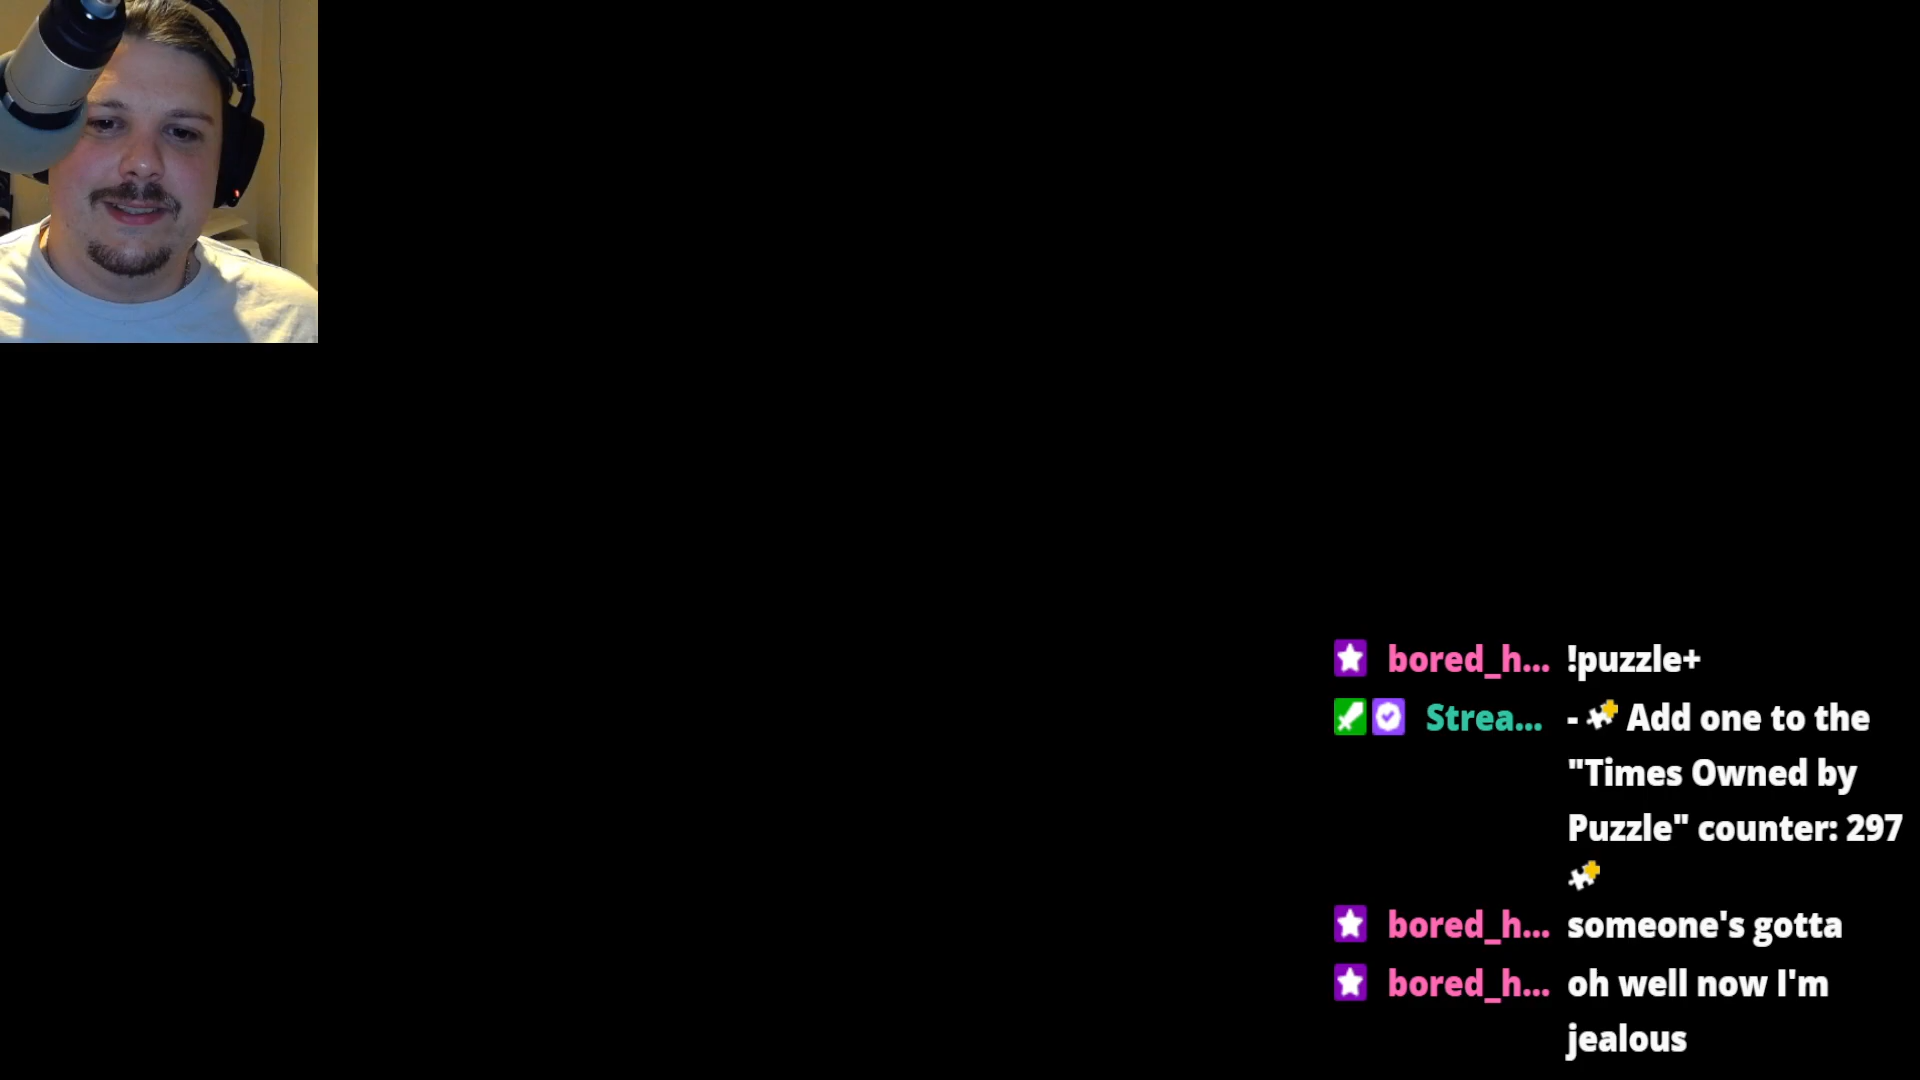 bored_h... !puzzle+
Strea... - Add one to the
"Times Owned by
Puzzle" counter: 297
bored_h... someone's gotta
bored_h... oh well now I'm
jealous